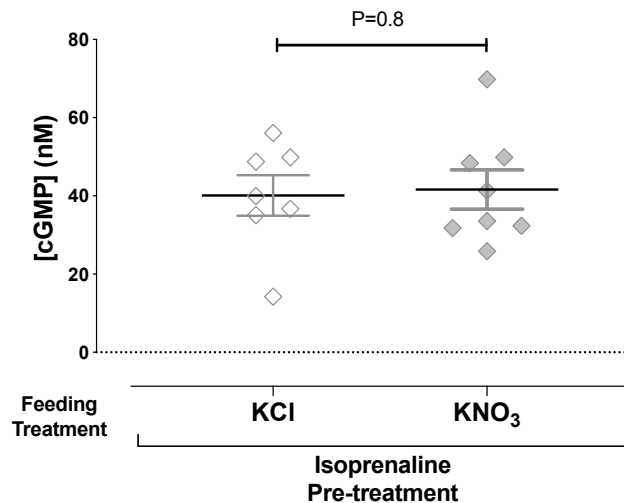 P=0.8
80
60
40
20
0
[cGMP] (nM)
Feeding
Treatment
KCl
KNO₃
Isoprenaline
Pre-treatment